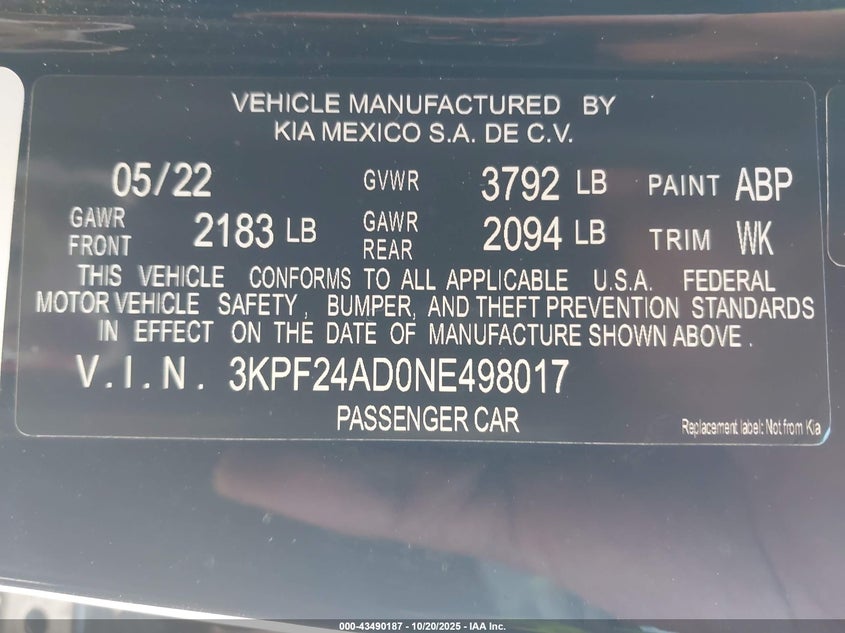 VEHICLE MANUFACTURED BY
KIA MEXICO S.A. DE C.V.
05/22 GVWR 3792 LB PAINT ABP
GAWR FRONT 2183 LB GAWR REAR 2094 LB TRIM WK
THIS VEHICLE CONFORMS TO ALL APPLICABLE U.S.A. FEDERAL
MOTOR VEHICLE SAFETY, BUMPER, AND THEFT PREVENTION STANDARDS
IN EFFECT ON THE DATE OF MANUFACTURE SHOWN ABOVE.
V.I.N. 3KPF24AD0NE498017
PASSENGER CAR
Replacement label: Not from Kia
000-43490187 - 10/20/2025 - IAA Inc.